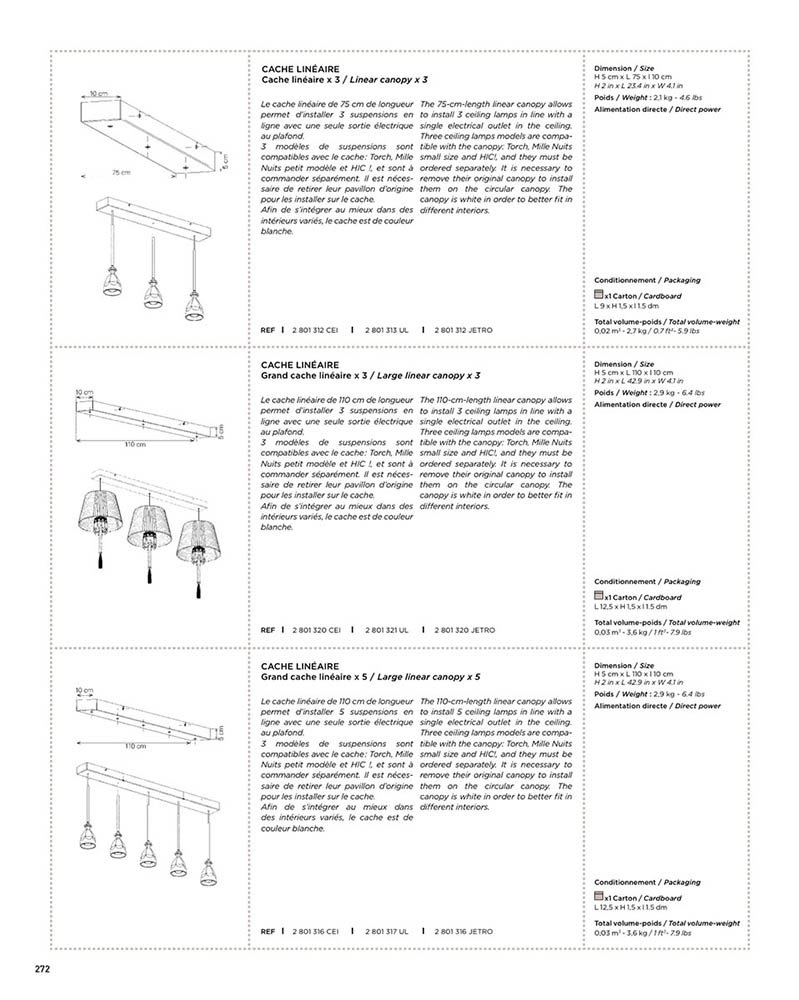 10 cm
5 cm
75 cm
CACHE LINÉAIRE
Cache linéaire x 3 / Linear canopy x 3
Le cache linéaire de 75 cm de longueur
permet d'installer 3 suspensions en
ligne avec une seule sortie électrique
au plafond.
3 modèles de suspensions sont
compatibles avec le cache: Torch, Mille
Nuits petit modèle et HIC !, et sont à
commander séparément. Il est néces-
saire de retirer leur pavillon d'origine
pour les installer sur le cache.
Afin de s'intégrer au mieux dans des
intérieurs variés, le cache est de couleur
blanche.
The 75-cm-length linear canopy allows
to install 3 ceiling lamps in line with a
single electrical outlet in the ceiling.
Three ceiling lamps models are compa-
tible with the canopy: Torch, Mille Nuits
small size and HIC!, and they must be
ordered separately. It is necessary to
remove their original canopy to install
them on the circular canopy. The
canopy is white in order to better fit in
different interiors.
REF I 2 801 312 CEI I 2 801 313 UL I 2 801 312 JETRO
Dimension / Size
H 5 cm x L 75 x l 10 cm
H 2 in x L 23.4 in x W 4.1 in
Poids / Weight : 2,1 kg - 4.6 lbs
Alimentation directe / Direct power
Conditionnement / Packaging
x1 Carton / Cardboard
L 9 x H 1,5 x l 1.5 dm
Total volume-poids / Total volume-weight
0,02 m³ - 2,7 kg / 0.7 ft³- 5.9 lbs
10 cm
5 cm
110 cm
CACHE LINÉAIRE
Grand cache linéaire x 3 / Large linear canopy x 3
Le cache linéaire de 110 cm de longueur
permet d'installer 3 suspensions en
ligne avec une seule sortie électrique
au plafond.
3 modèles de suspensions sont
compatibles avec le cache: Torch, Mille
Nuits petit modèle et HIC !, et sont à
commander séparément. Il est néces-
saire de retirer leur pavillon d'origine
pour les installer sur le cache.
Afin de s'intégrer au mieux dans des
intérieurs variés, le cache est de couleur
blanche.
The 110-cm-length linear canopy allows
to install 3 ceiling lamps in line with a
single electrical outlet in the ceiling.
Three ceiling lamps models are compa-
tible with the canopy: Torch, Mille Nuits
small size and HIC!, and they must be
ordered separately. It is necessary to
remove their original canopy to install
them on the circular canopy. The
canopy is white in order to better fit in
different interiors.
REF I 2 801 320 CEI I 2 801 321 UL I 2 801 320 JETRO
Dimension / Size
H 5 cm x L 110 x l 10 cm
H 2 in x L 42.9 in x W 4.1 in
Poids / Weight : 2,9 kg - 6.4 lbs
Alimentation directe / Direct power
Conditionnement / Packaging
x1 Carton / Cardboard
L 12,5 x H 1,5 x l 1.5 dm
Total volume-poids / Total volume-weight
0,03 m³ - 3,6 kg / 1 ft³- 7.9 lbs
10 cm
5 cm
110 cm
CACHE LINÉAIRE
Grand cache linéaire x 5 / Large linear canopy x 5
Le cache linéaire de 110 cm de longueur
permet d'installer 5 suspensions en
ligne avec une seule sortie électrique
au plafond.
3 modèles de suspensions sont
compatibles avec le cache: Torch, Mille
Nuits petit modèle et HIC !, et sont à
commander séparément. Il est néces-
saire de retirer leur pavillon d'origine
pour les installer sur le cache.
Afin de s'intégrer au mieux dans
des intérieurs variés, le cache est de
couleur blanche.
The 110-cm-length linear canopy allows
to install 5 ceiling lamps in line with a
single electrical outlet in the ceiling.
Three ceiling lamps models are compa-
tible with the canopy: Torch, Mille Nuits
small size and HIC!, and they must be
ordered separately. It is necessary to
remove their original canopy to install
them on the circular canopy. The
canopy is white in order to better fit in
different interiors.
REF I 2 801 316 CEI I 2 801 317 UL I 2 801 316 JETRO
Dimension / Size
H 5 cm x L 110 x l 10 cm
H 2 in x L 42.9 in x W 4.1 in
Poids / Weight : 2,9 kg - 6.4 lbs
Alimentation directe / Direct power
Conditionnement / Packaging
x1 Carton / Cardboard
L 12,5 x H 1,5 x l 1.5 dm
Total volume-poids / Total volume-weight
0,03 m³ - 3,6 kg / 1 ft³- 7.9 lbs
272